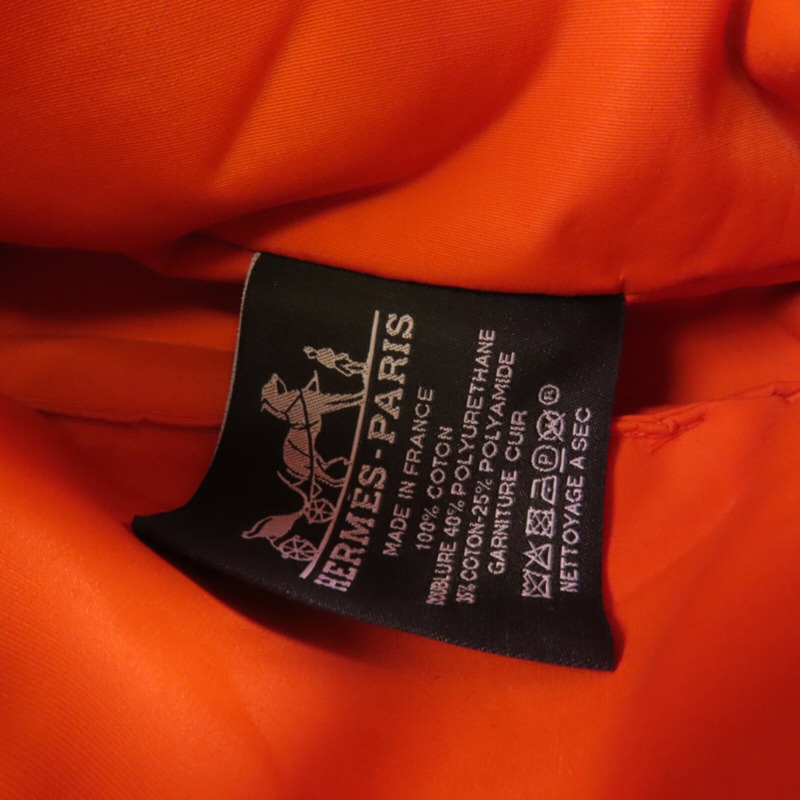 HERMES-PARIS
MADE IN FRANCE
100% COTON
DOUBLURE 40% POLYURETHANE
35% COTON-25% POLYAMIDE
GARNITURE CUIR
P ®
NETTOYAGE A SEC